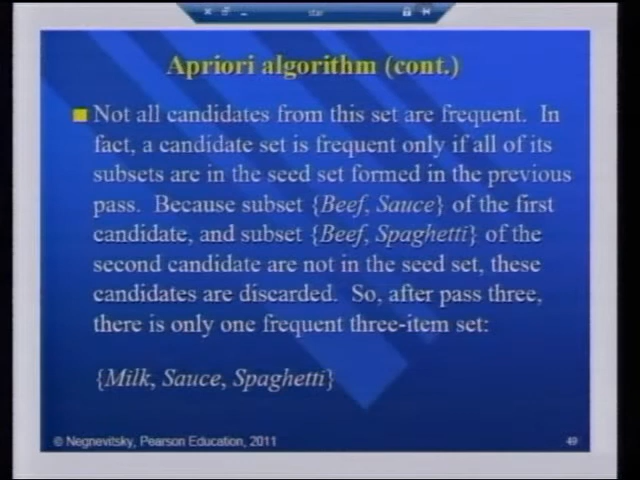 star
Apriori algorithm (cont.)
Not all candidates from this set are frequent. In
fact, a candidate set is frequent only if all of its
subsets are in the seed set formed in the previous
pass. Because subset {Beef, Sauce} of the first
candidate, and subset {Beef, Spaghetti} of the
second candidate are not in the seed set, these
candidates are discarded. So, after pass three,
there is only one frequent three-item set:
{Milk, Sauce, Spaghetti}
© Negnevitsky, Pearson Education, 2011
49